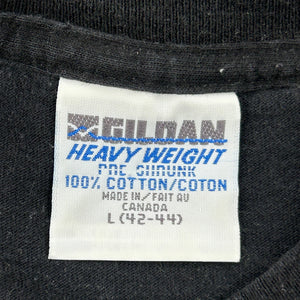 GILDAN
HEAVY WEIGHT
PRE SHRUNK
100% COTTON/COTON
MADE IN/FAIT AU
CANADA
L (42-44)